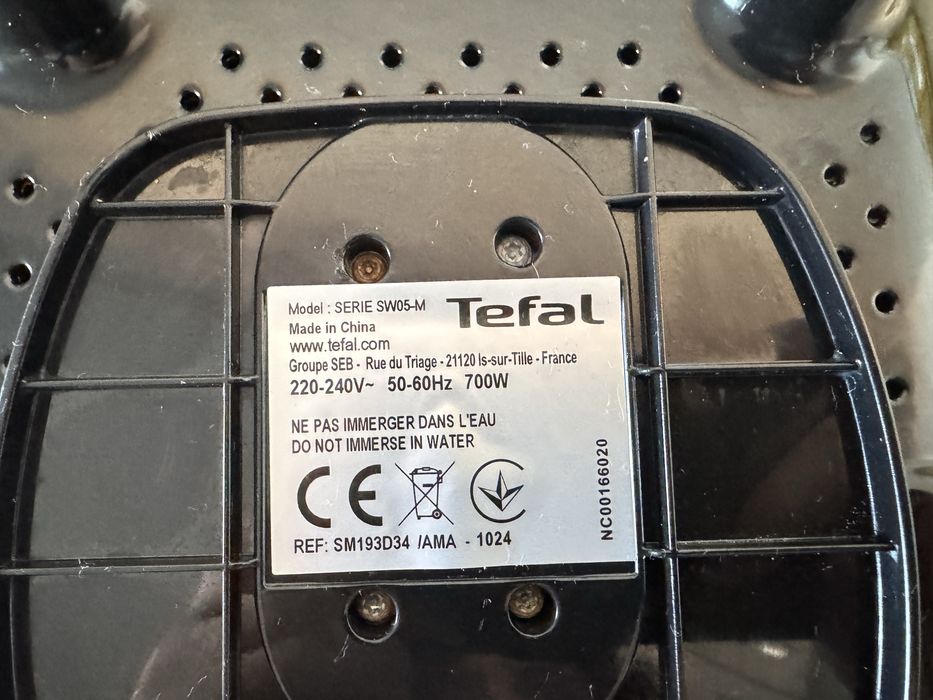 Model : SERIE SW05-M
Tefal
Made in China
www.tefal.com
Groupe SEB - Rue du Triage - 21120 Is-sur-Tille - France
220-240V~ 50-60Hz 700W
NE PAS IMMERGER DANS L'EAU
DO NOT IMMERSE IN WATER
CE
REF: SM193D34 /AMA - 1024
NC00166020